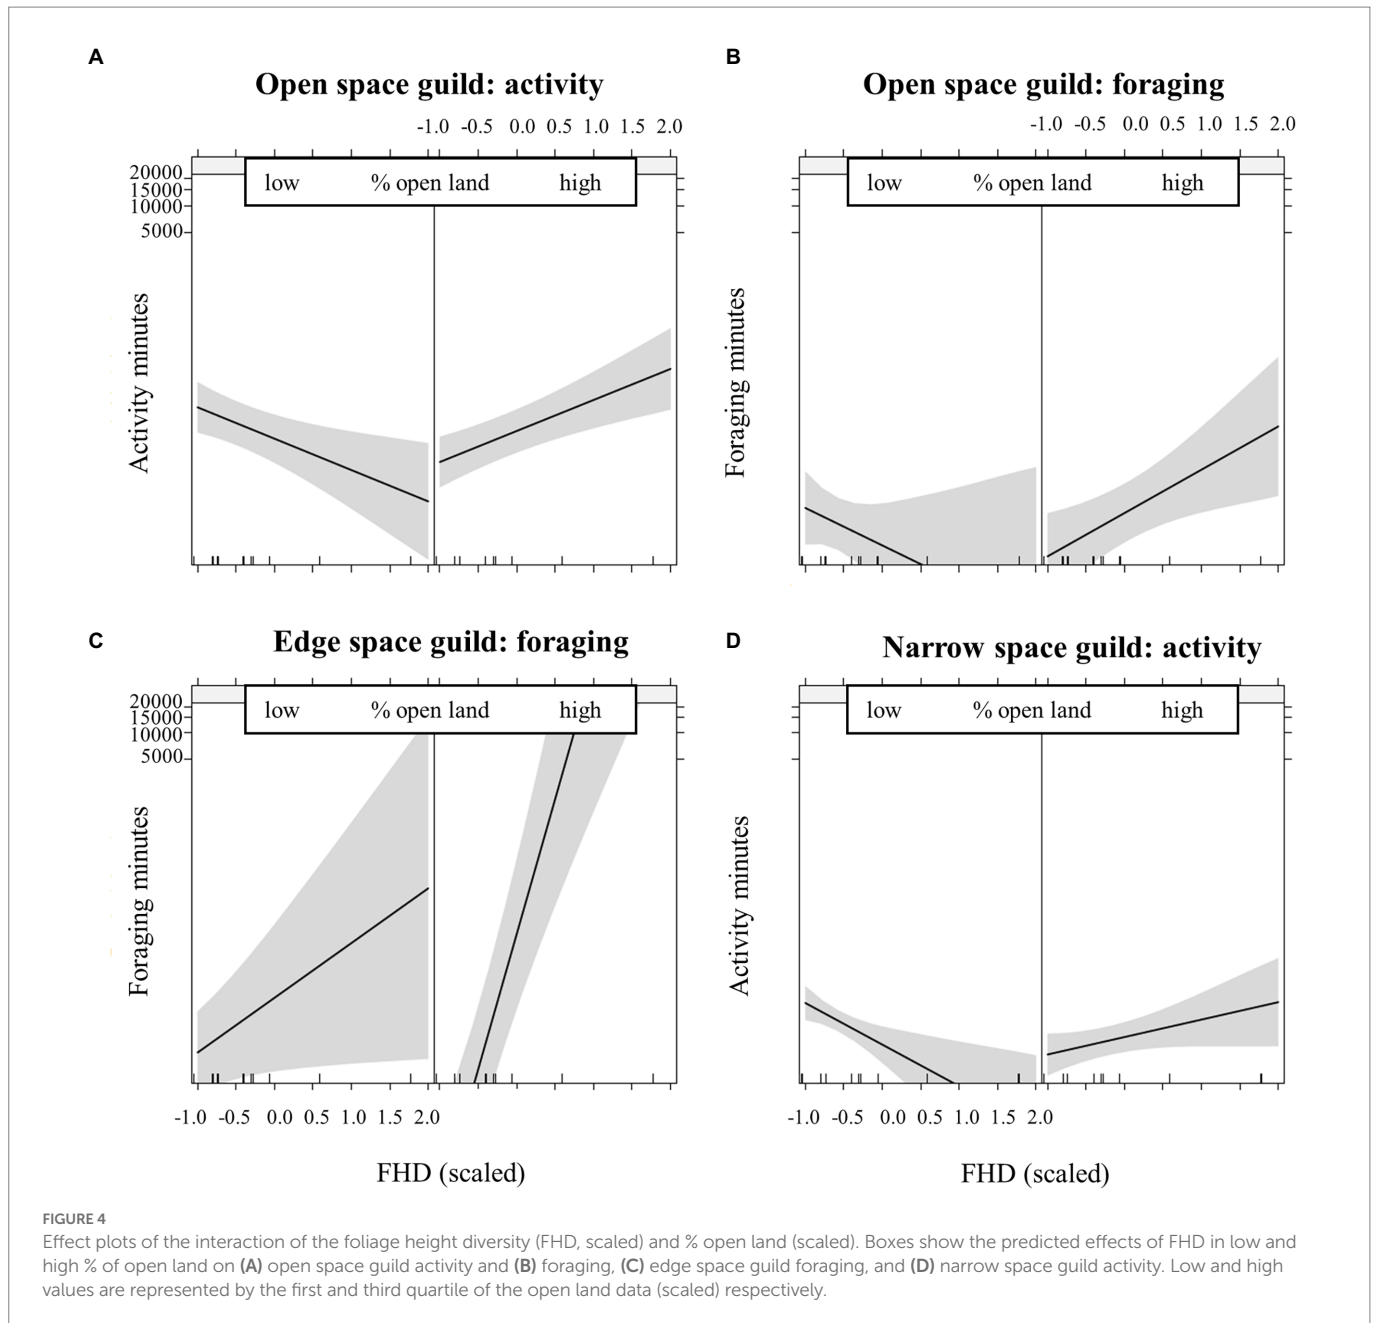 A
Open space guild: activity
-1.0 -0.5 0.0 0.5 1.0 1.5 2.0
low % open land high
20000
15000
10000
5000
Activity minutes
B
Open space guild: foraging
-1.0 -0.5 0.0 0.5 1.0 1.5 2.0
low % open land high
Foraging minutes
C
Edge space guild: foraging
low % open land high
20000
15000
10000
5000
Foraging minutes
-1.0 -0.5 0.0 0.5 1.0 1.5 2.0
FHD (scaled)
D
Narrow space guild: activity
low % open land high
Activity minutes
-1.0 -0.5 0.0 0.5 1.0 1.5 2.0
FHD (scaled)
FIGURE 4
Effect plots of the interaction of the foliage height diversity (FHD, scaled) and % open land (scaled). Boxes show the predicted effects of FHD in low and
high % of open land on (A) open space guild activity and (B) foraging, (C) edge space guild foraging, and (D) narrow space guild activity. Low and high
values are represented by the first and third quartile of the open land data (scaled) respectively.